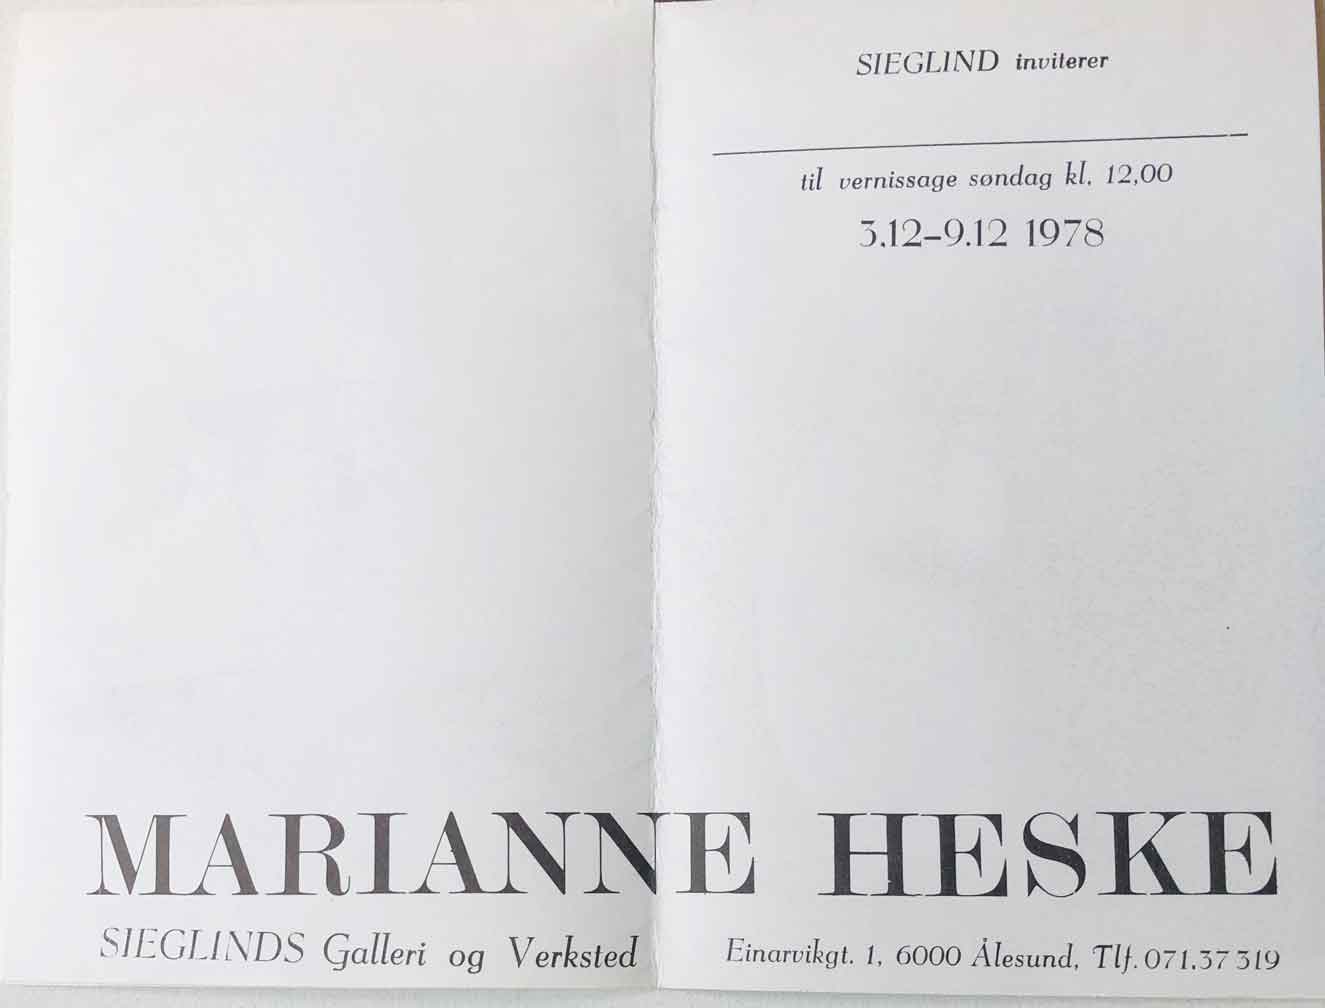 SIEGLIND inviterer
til vernissage søndag kl. 12,00
3.12–9.12 1978
MARIANNE HESKE
SIEGLINDS Galleri og Verksted Einarvikgt. 1, 6000 Ålesund, Tlf. 071.37 319